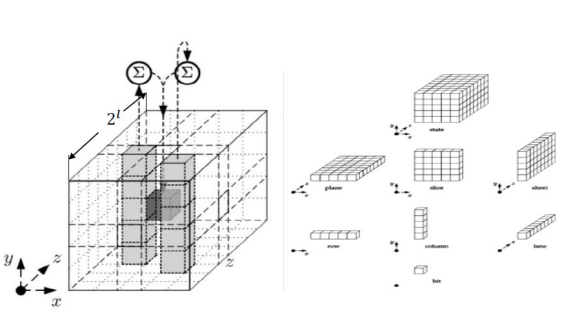 Σ Σ
2^l
y
z
x
z
state
plane
slice
sheet
row
column
lane
bit